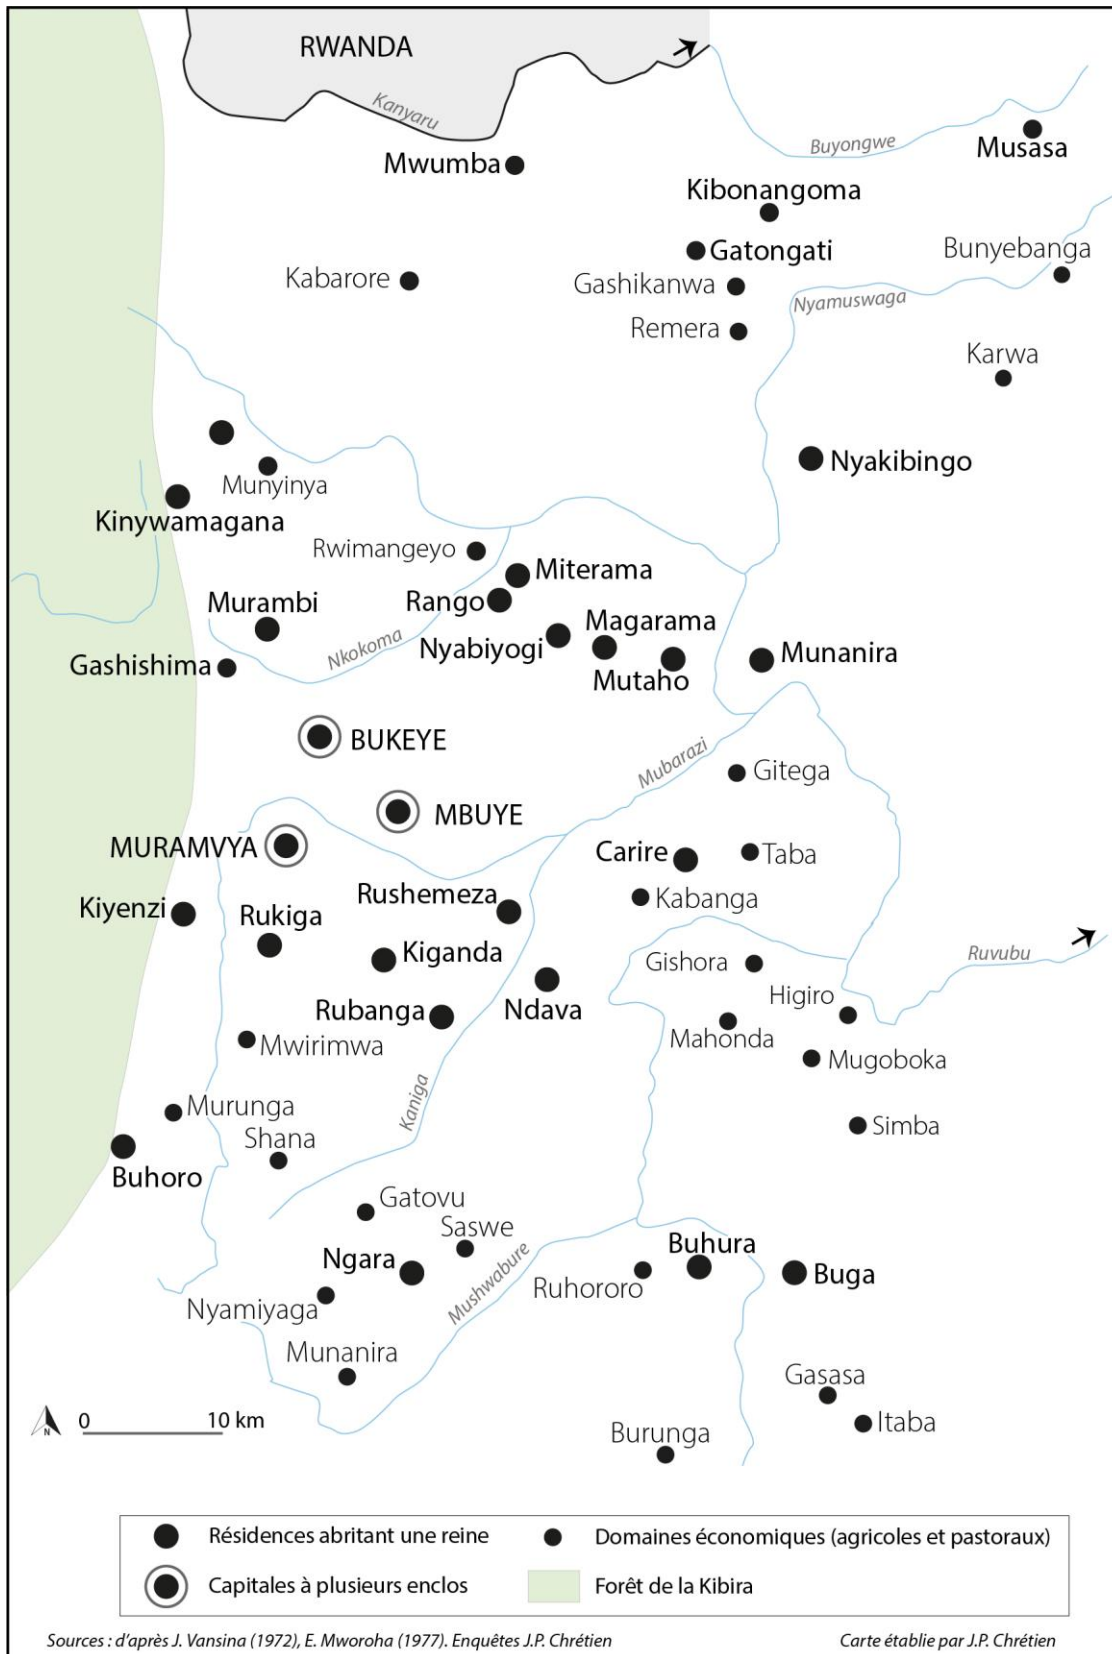 RWANDA
Kanyaru
Mwumba
Buyongwe
Musasa
Kibonangoma
Gatongati
Bunyebanga
Kabarore
Gashikanwa
Nyamuswaga
Remera
Karwa
Nyakibingo
Munyinya
Kinywamagana
Rwimangeyo
Miterama
Rango
Murambi
Magarama
Nkokoma
Nyabiyogi
Munanira
Gashishima
Mutaho
BUKEYE
Mubarazi
Gitega
MBUYE
MURAMVYA
Carire
Taba
Rushemeza
Kabanga
Kiyenzi
Rukiga
Kiganda
Gishora
Ruvubu
Higiro
Rubanga
Ndava
Mahonda
Mwirimwa
Mugoboka
Kaniga
Murunga
Simba
Shana
Buhoro
Gatovu
Saswe
Ngara
Mushwabure
Buhura
Ruhororo
Buga
Nyamiyaga
Munanira
Gasasa
Itaba
Burunga
N
0 10 km
Résidences abritant une reine
Domaines économiques (agricoles et pastoraux)
Capitales à plusieurs enclos
Forêt de la Kibira
Sources : d'après J. Vansina (1972), E. Mworoha (1977). Enquêtes J.P. Chrétien
Carte établie par J.P. Chrétien